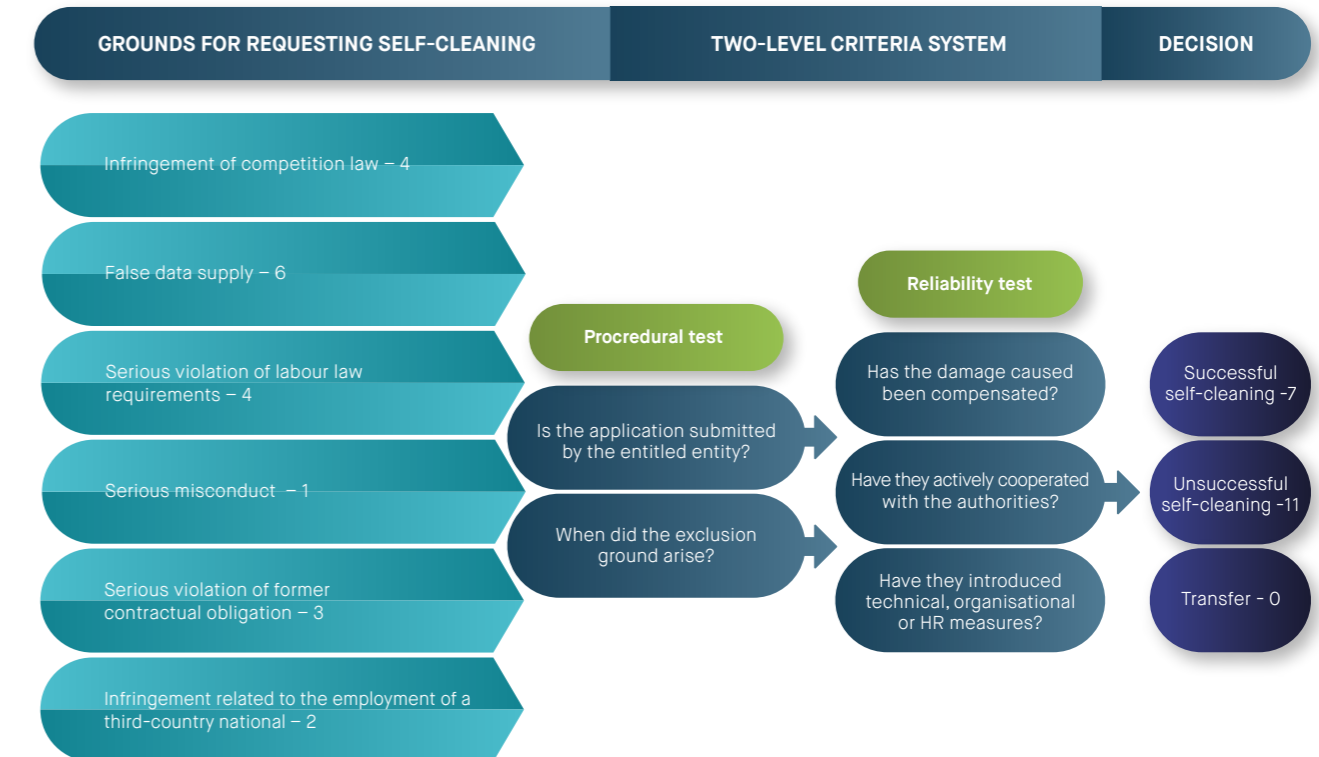 GROUNDS FOR REQUESTING SELF-CLEANING
TWO-LEVEL CRITERIA SYSTEM
DECISION
Infringement of competition law – 4
False data supply – 6
Serious violation of labour law
requirements – 4
Serious misconduct – 1
Serious violation of former
contractual obligation – 3
Infringement related to the employment of a
third-country national – 2
Procredural test
Is the application submitted
by the entitled entity?
When did the exclusion
ground arise?
Reliability test
Has the damage caused
been compensated?
Have they actively cooperated
with the authorities?
Have they introduced
technical, organisational
or HR measures?
Successful
self-cleaning -7
Unsuccessful
self-cleaning -11
Transfer - 0